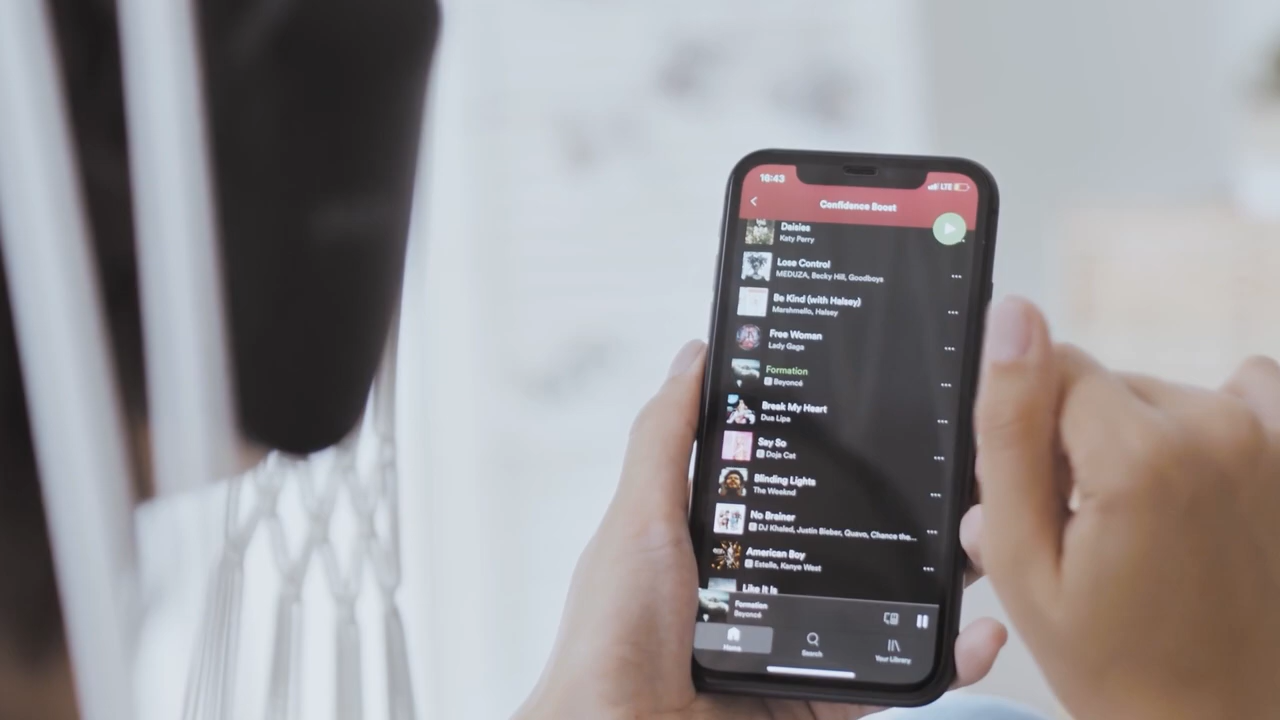 16:43
LTE
Confidence Boost
Daisies
Katy Perry
Lose Control
MEDUZA, Becky Hill, Goodboys
Be Kind (with Halsey)
Marshmello, Halsey
Free Woman
Lady Gaga
Formation
E Beyoncé
Break My Heart
Dua Lipa
Say So
E Doja Cat
Blinding Lights
The Weeknd
No Brainer
E DJ Khaled, Justin Bieber, Quavo, Chance the...
American Boy
E Estelle, Kanye West
Like It Is
Formation
Beyoncé
Home
Search
Your Library